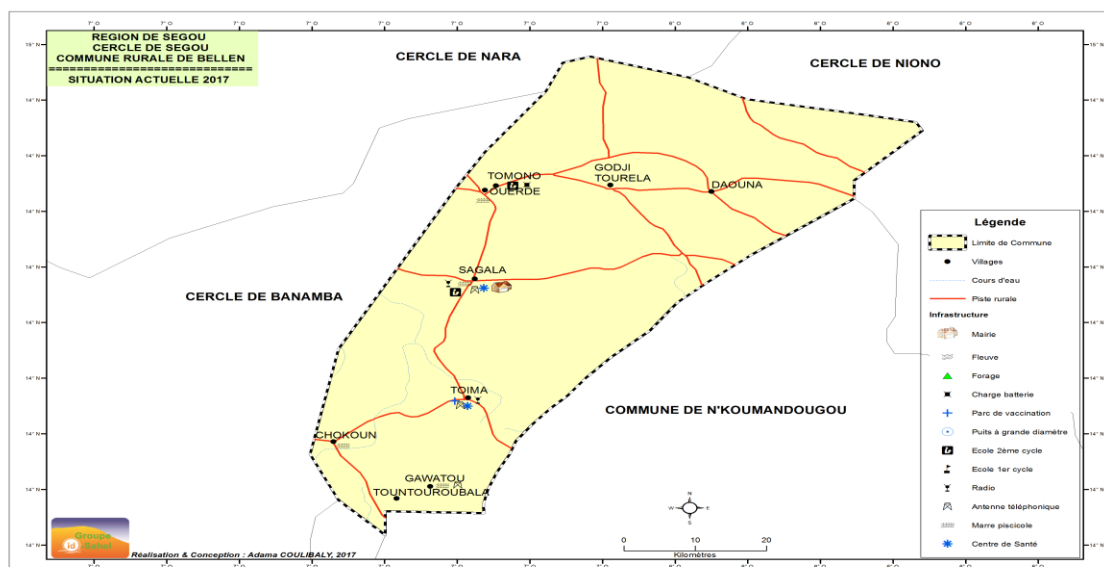 REGION DE SEGOU
CERCLE DE SEGOU
COMMUNE RURALE DE BELLEN
============================
SITUATION ACTUELLE 2017
CERCLE DE NARA
CERCLE DE NIONO
TOMONO
OUERDE
GODJI
TOURELA
DAOUNA
SAGALA
CERCLE DE BANAMBA
TOIMA
COMMUNE DE N'KOUMANDOUGOU
CHOKOUN
GAWATOU
TOUNTOUROUBALA
Légende
Limite de Commune
Villages
Cours d'eau
Piste rurale
Infrastructure
Mairie
Fleuve
Forage
Charge batterie
Parc de vaccination
Puits à grande diamètre
Ecole 2ème cycle
Ecole 1er cycle
Radio
Antenne téléphonique
Marre piscicole
Centre de Santé
N
W E
S
0 10 20
Kilomètres
Groupe
id Sahel
Réalisation & Conception : Adama COULIBALY, 2017